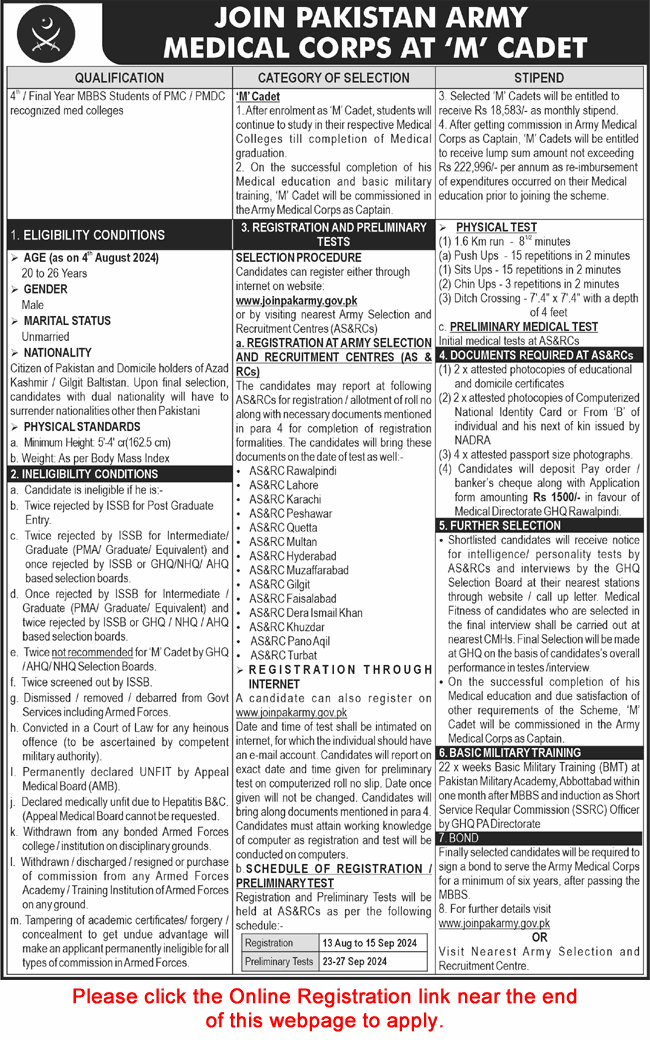 JOIN PAKISTAN ARMY
MEDICAL CORPS AT ‘M’ CADET
QUALIFICATION
4th / Final Year MBBS Students of PMC / PMDC
recognized med colleges
CATEGORY OF SELECTION
‘M’ Cadet
1. After enrolment as ‘M’ Cadet, students will
continue to study in their respective Medical
Colleges till completion of Medical
graduation.
2. On the successful completion of his
Medical education and basic military
training, ‘M’ Cadet will be commissioned in
the Army Medical Corps as Captain.
STIPEND
3. Selected ‘M’ Cadets will be entitled to
receive Rs 18,583/- as monthly stipend.
4. After getting commission in Army Medical
Corps as Captain, ‘M’ Cadets will be entitled
to receive lump sum amount not exceeding
Rs 222,996/- per annum as re-imbursement
of expenditures occurred on their Medical
education prior to joining the scheme.
1. ELIGIBILITY CONDITIONS
➤ AGE (as on 4th August 2024)
20 to 26 Years
➤ GENDER
Male
➤ MARITAL STATUS
Unmarried
➤ NATIONALITY
Citizen of Pakistan and Domicile holders of Azad
Kashmir / Gilgit Baltistan. Upon final selection,
candidates with dual nationality will have to
surrender nationalities other then Pakistani
➤ PHYSICAL STANDARDS
a. Minimum Height: 5'-4' cr(162.5 cm)
b. Weight: As per Body Mass Index
2. INELIGIBILITY CONDITIONS
a. Candidate is ineligible if he is:-
b. Twice rejected by ISSB for Post Graduate
Entry.
c. Twice rejected by ISSB for Intermediate/
Graduate (PMA/ Graduate/ Equivalent) and
once rejected by ISSB or GHQ/NHQ/ AHQ
based selection boards.
d. Once rejected by ISSB for Intermediate /
Graduate (PMA/ Graduate/ Equivalent) and
twice rejected by ISSB or GHQ / NHQ / AHQ
based selection boards.
e. Twice not recommended for ‘M’ Cadet by GHQ
/ AHQ/ NHQ Selection Boards.
f. Twice screened out by ISSB.
g. Dismissed / removed / debarred from Govt
Services including Armed Forces.
h. Convicted in a Court of Law for any heinous
offence (to be ascertained by competent
military authority).
I. Permanently declared UNFIT by Appeal
Medical Board (AMB).
j. Declared medically unfit due to Hepatitis B&C.
(Appeal Medical Board cannot be requested.
k. Withdrawn from any bonded Armed Forces
college / institution on disciplinary grounds.
l. Withdrawn / discharged / resigned or purchase
of commission from any Armed Forces
Academy / Training Institution of Armed Forces
on any ground.
m. Tampering of academic certificates/ forgery /
concealment to get undue advantage will
make an applicant permanently ineligible for all
types of commission in Armed Forces.
3. REGISTRATION AND PRELIMINARY
TESTS
SELECTION PROCEDURE
Candidates can register either through
internet on website:
www.joinpakarmy.gov.pk
or by visiting nearest Army Selection and
Recruitment Centres (AS&RCs)
a. REGISTRATION AT ARMY SELECTION
AND RECRUITMENT CENTRES (AS &
RCs)
The candidates may report at following
AS&RCs for registration / allotment of roll no
along with necessary documents mentioned
in para 4 for completion of registration
formalities. The candidates will bring these
documents on the date of test as well:-
• AS&RC Rawalpindi
• AS&RC Lahore
• AS&RC Karachi
• AS&RC Peshawar
• AS&RC Quetta
• AS&RC Multan
• AS&RC Hyderabad
• AS&RC Muzaffarabad
• AS&RC Gilgit
• AS&RC Faisalabad
• AS&RC Dera Ismail Khan
• AS&RC Khuzdar
• AS&RC Pano Aqil
• AS&RC Turbat
➤ REGISTRATION THROUGH
INTERNET
A candidate can also register on
www.joinpakarmy.gov.pk
Date and time of test shall be intimated on
internet, for which the individual should have
an e-mail account. Candidates will report on
exact date and time given for preliminary
test on computerized roll no slip. Date once
given will not be changed. Candidates will
bring along documents mentioned in para 4.
Candidates must attain working knowledge
of computer as registration and test will be
conducted on computers.
b SCHEDULE OF REGISTRATION /
PRELIMINARY TEST
Registration and Preliminary Tests will be
held at AS&RCs as per the following
schedule:-
Registration 13 Aug to 15 Sep 2024
Preliminary Tests 23-27 Sep 2024
➤ PHYSICAL TEST
(1) 1.6 Km run - 8 1/2 minutes
(a) Push Ups - 15 repetitions in 2 minutes
(1) Sits Ups - 15 repetitions in 2 minutes
(2) Chin Ups - 3 repetitions in 2 minutes
(3) Ditch Crossing - 7'.4" x 7'.4" with a depth
of 4 feet
c. PRELIMINARY MEDICAL TEST
Initial medical tests at AS&RCs
4. DOCUMENTS REQUIRED AT AS&RCs
(1) 2 x attested photocopies of educational
and domicile certificates
(2) 2 x attested photocopies of Computerized
National Identity Card or From ‘B’ of
individual and his next of kin issued by
NADRA
(3) 4 x attested passport size photographs.
(4) Candidates will deposit Pay order /
banker's cheque along with Application
form amounting Rs 1500/- in favour of
Medical Directorate GHQ Rawalpindi.
5. FURTHER SELECTION
• Shortlisted candidates will receive notice
for intelligence/ personality tests by
AS&RCs and interviews by the GHQ
Selection Board at their nearest stations
through website / call up letter. Medical
Fitness of candidates who are selected in
the final interview shall be carried out at
nearest CMHs. Final Selection will be made
at GHQ on the basis of candidates's overall
performance in testes /interview.
• On the successful completion of his
Medical education and due satisfaction of
other requirements of the Scheme, ‘M’
Cadet will be commissioned in the Army
Medical Corps as Captain.
6. BASIC MILITARY TRAINING
22 x weeks Basic Military Training (BMT) at
Pakistan Military Academy, Abbottabad within
one month after MBBS and induction as Short
Service Reqular Commission (SSRC) Officer
by GHQ PA Directorate
7. BOND
Finally selected candidates will be required to
sign a bond to serve the Army Medical Corps
for a minimum of six years, after passing the
MBBS.
8. For further details visit
www.joinpakarmy.gov.pk
OR
Visit Nearest Army Selection and
Recruitment Centre.
Please click the Online Registration link near the end
of this webpage to apply.